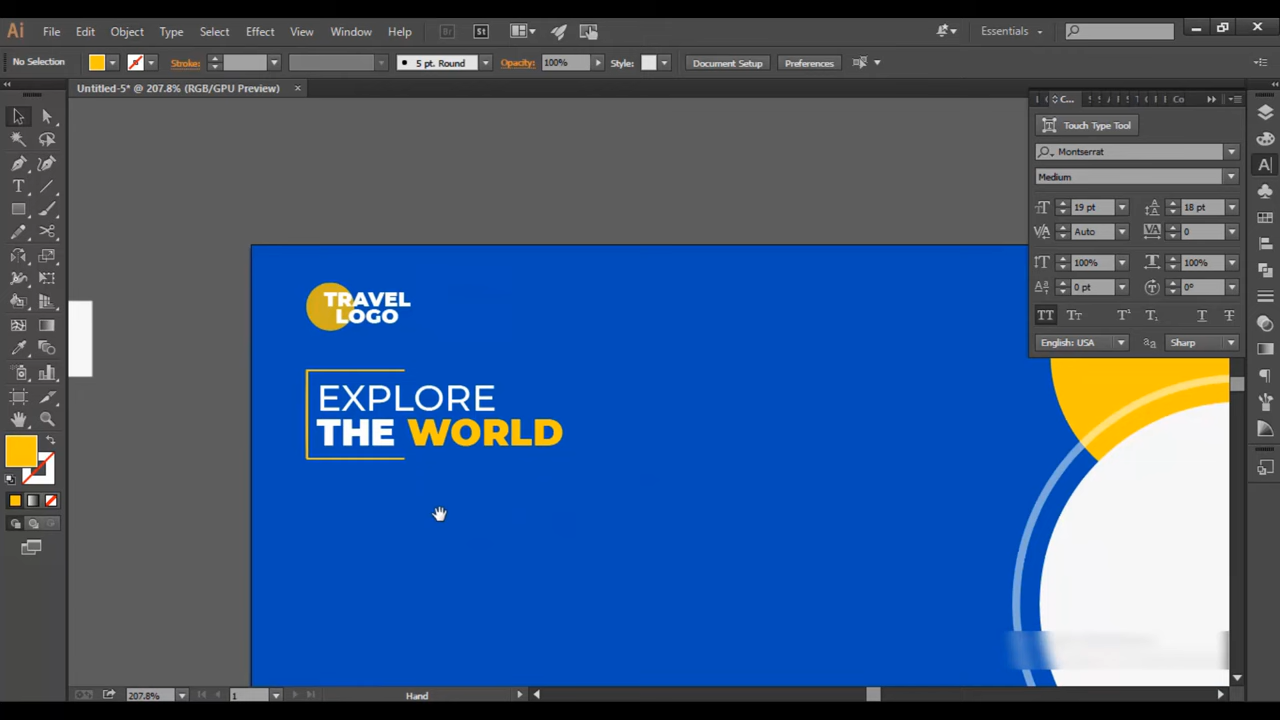 Ai File Edit Object Type Select Effect View Window Help Br St Essentials
No Selection Stroke: 5 pt. Round Opacity: 100% Style: Document Setup Preferences
Untitled-5* @ 207.8% (RGB/GPU Preview)
Co
Touch Type Tool
Montserrat
Medium
19 pt 18 pt
Auto 0
100% 100%
0 pt 0°
English: USA Sharp
TRAVEL
LOGO
EXPLORE
THE WORLD
207.8% 1 Hand